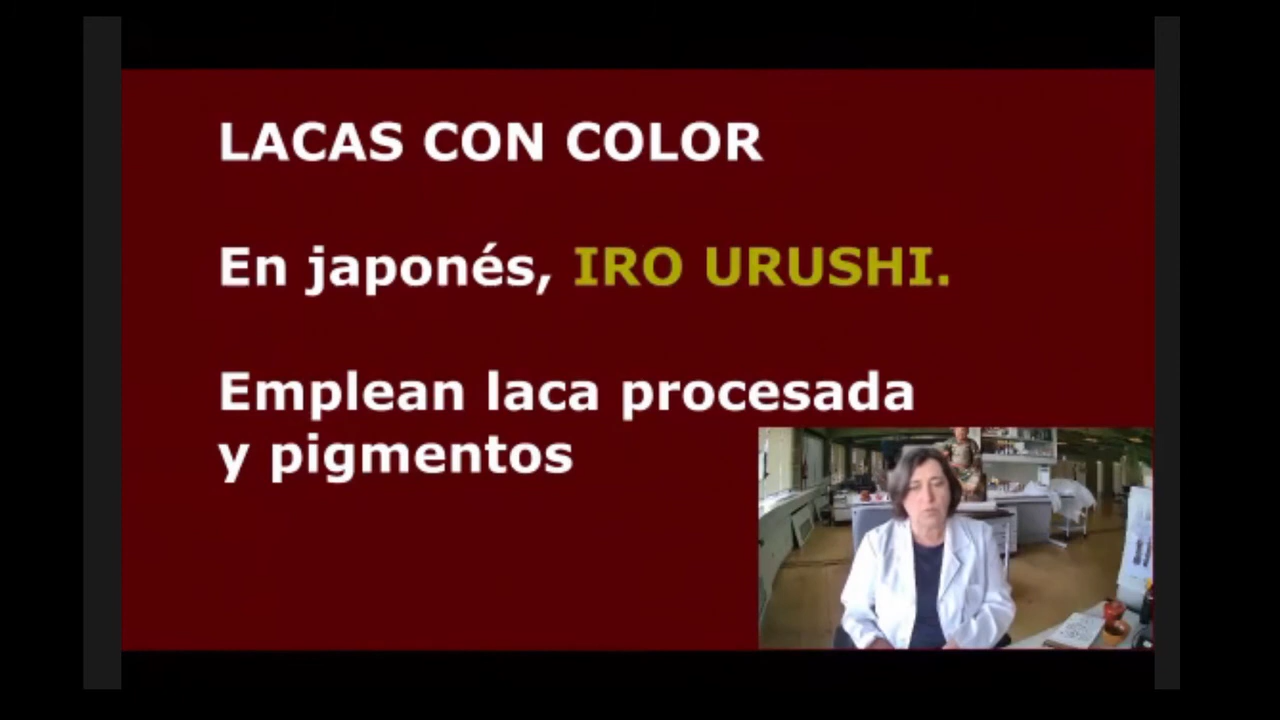 LACAS CON COLOR
En japonés, IRO URUSHI.
Emplean laca procesada
y pigmentos